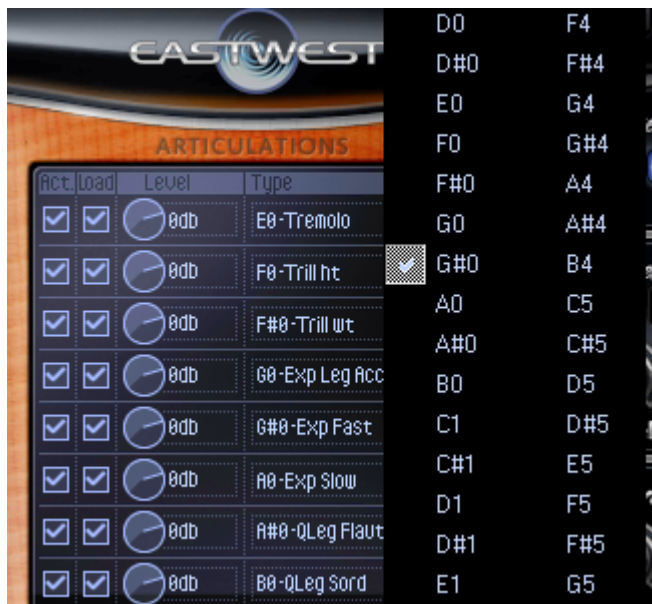 EASTWEST
ARTICULATIONS
Act. Load Level Type
0db E0-Tremolo
0db F0-Trill ht
0db F#0-Trill wt
0db G0-Exp Leg Acc
0db G#0-Exp Fast
0db A0-Exp Slow
0db A#0-QLeg Flaut
0db B0-QLeg Sord
D0 F4
D#0 F#4
E0 G4
F0 G#4
F#0 A4
G0 A#4
G#0 B4
A0 C5
A#0 C#5
B0 D5
C1 D#5
C#1 E5
D1 F5
D#1 F#5
E1 G5